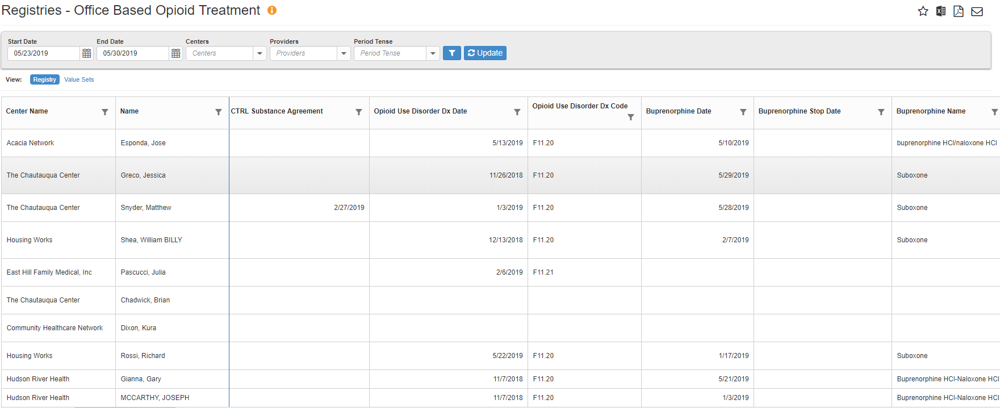 Registries - Office Based Opioid Treatment
Start Date End Date Centers Providers Period Tense
05/23/2019 05/30/2019 Centers Providers Period Tense Update
View: Registry Value Sets
Center Name Name CTRL Substance Agreement Opioid Use Disorder Dx Date Opioid Use Disorder Dx Code Buprenorphine Date Buprenorphine Stop Date Buprenorphine Name
Acacia Network Esponda, Jose 5/13/2019 F11.20 5/10/2019 buprenorphine HCl/naloxone HCl
The Chautauqua Center Greco, Jessica 11/26/2018 F11.20 5/29/2019 Suboxone
The Chautauqua Center Snyder, Matthew 2/27/2019 1/3/2019 F11.20 5/28/2019 Suboxone
Housing Works Shea, William BILLY 12/13/2018 F11.20 2/7/2019 Suboxone
East Hill Family Medical, Inc Pascucci, Julia 2/6/2019 F11.21
The Chautauqua Center Chadwick, Brian
Community Healthcare Network Dixon, Kura
Housing Works Rossi, Richard 5/22/2019 F11.20 1/17/2019 Suboxone
Hudson River Health Gianna, Gary 11/7/2018 F11.20 5/21/2019 Buprenorphine HCl-Naloxone HCl
Hudson River Health MCCARTHY, JOSEPH 11/7/2018 F11.20 1/3/2019 Buprenorphine HCl-Naloxone HCl